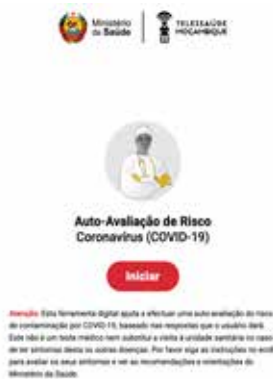 Ministério
da Saúde
TELESSAÚDE
MOÇAMBIQUE
Auto-Avaliação de Risco
Coronavírus (COVID-19)
Iniciar
Atenção: Esta ferramenta digital ajuda a efectuar uma auto-avaliação do risco
de contaminação por COVID-19, baseado nas respostas que o usuário dará.
Este não é um teste médico nem substitui a visita à unidade sanitária no caso
de ter sintomas desta ou outras doenças. Por favor siga as instruções no ecrã
para avaliar os seus sintomas e ver as recomendações e orientações do
Ministério da Saúde.